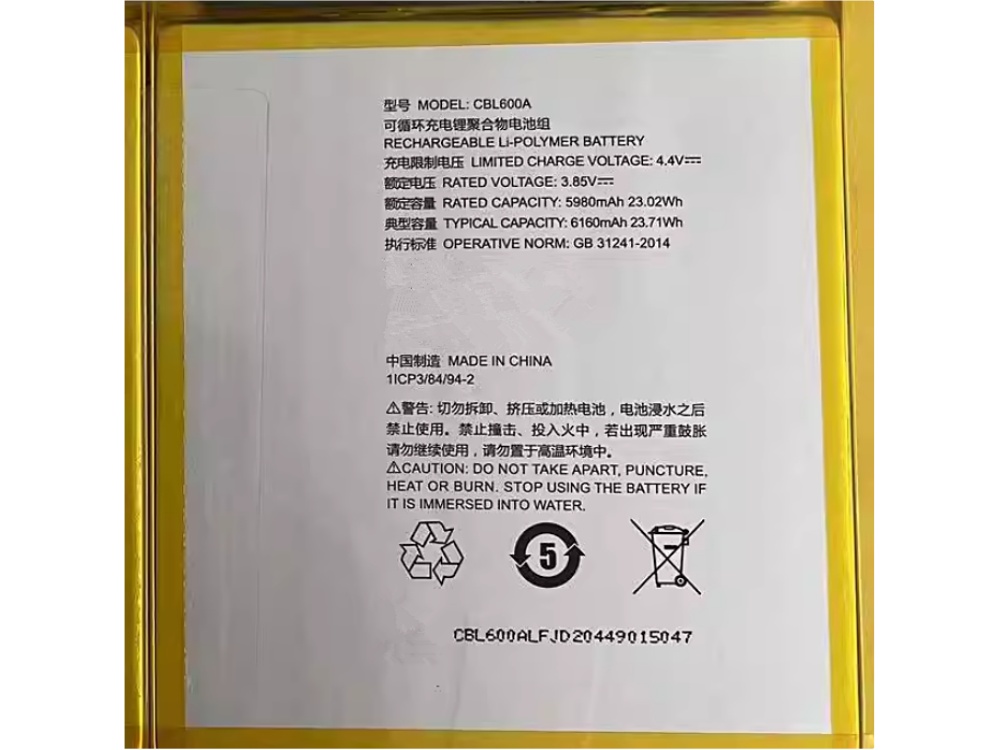 型号 MODEL: CBL600A
可循环充电锂聚合物电池组
RECHARGEABLE Li-POLYMER BATTERY
充电限制电压 LIMITED CHARGE VOLTAGE: 4.4V⎓
额定电压 RATED VOLTAGE: 3.85V⎓
额定容量 RATED CAPACITY: 5980mAh 23.02Wh
典型容量 TYPICAL CAPACITY: 6160mAh 23.71Wh
执行标准 OPERATIVE NORM: GB 31241-2014
中国制造 MADE IN CHINA
1ICP3/84/94-2
⚠警告: 切勿拆卸、挤压或加热电池，电池浸水之后
禁止使用。禁止撞击、投入火中，若出现严重鼓胀
请勿继续使用，请勿置于高温环境中。
⚠CAUTION: DO NOT TAKE APART, PUNCTURE,
HEAT OR BURN. STOP USING THE BATTERY IF
IT IS IMMERSED INTO WATER.
5
CBL600ALFJD20449015047